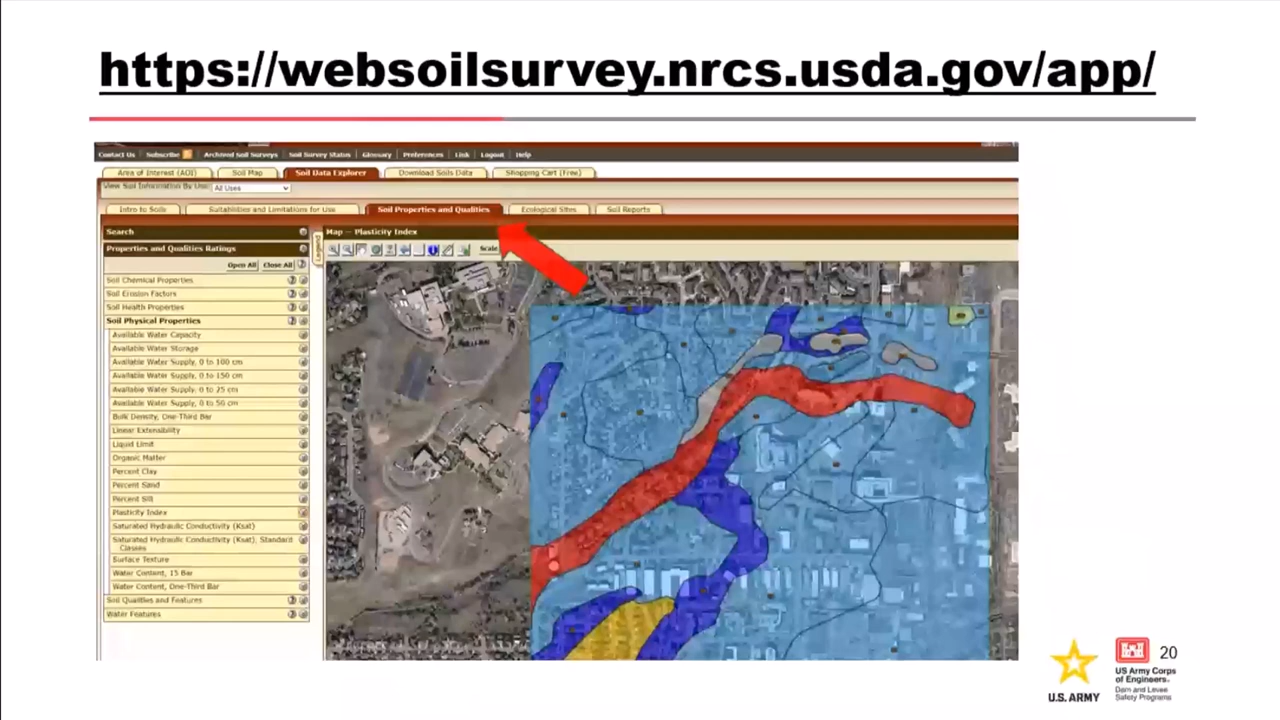 https://websoilsurvey.nrcs.usda.gov/app/
Contact Us Subscribe Archived Soil Surveys Soil Survey Status Glossary Preferences Link Logout Help
Area of Interest (AOI) Soil Map Soil Data Explorer Download Soils Data Shopping Cart (Free)
View Soil Information By Use: All Uses
Intro to Soils Suitabilities and Limitations for Use Soil Properties and Qualities Ecological Sites Soil Reports
Search
Map — Plasticity Index
Properties and Qualities Ratings
Legend
Scale
Open All Close All
Soil Chemical Properties
Soil Erosion Factors
Soil Health Properties
Soil Physical Properties
Available Water Capacity
Available Water Storage
Available Water Supply, 0 to 100 cm
Available Water Supply, 0 to 150 cm
Available Water Supply, 0 to 25 cm
Available Water Supply, 0 to 50 cm
Bulk Density, One-Third Bar
Linear Extensibility
Liquid Limit
Organic Matter
Percent Clay
Percent Sand
Percent Silt
Plasticity Index
Saturated Hydraulic Conductivity (Ksat)
Saturated Hydraulic Conductivity (Ksat), Standard
Classes
Surface Texture
Water Content, 15 Bar
Water Content, One-Third Bar
Soil Qualities and Features
Water Features
U.S. ARMY
US Army Corps
of Engineers®
Dam and Levee
Safety Programs
20